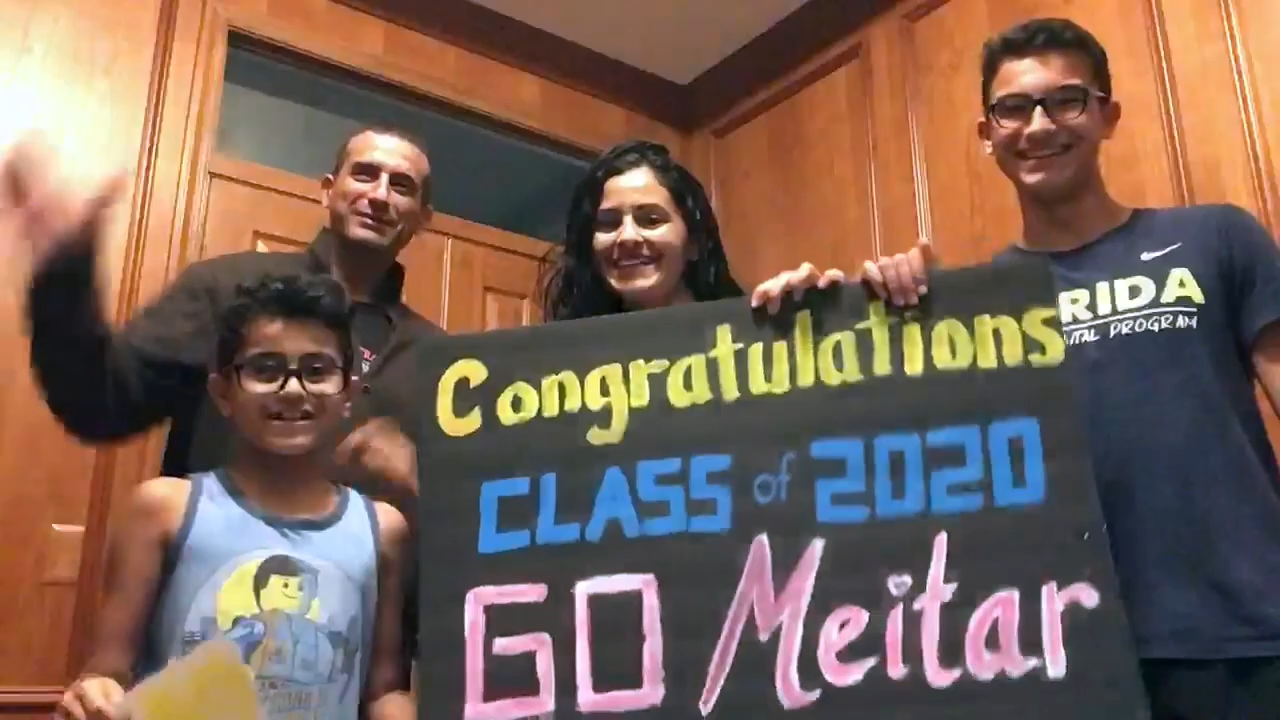 Congratulations
CLASS of 2020
GO Meitar
RIDA
PROGRAM